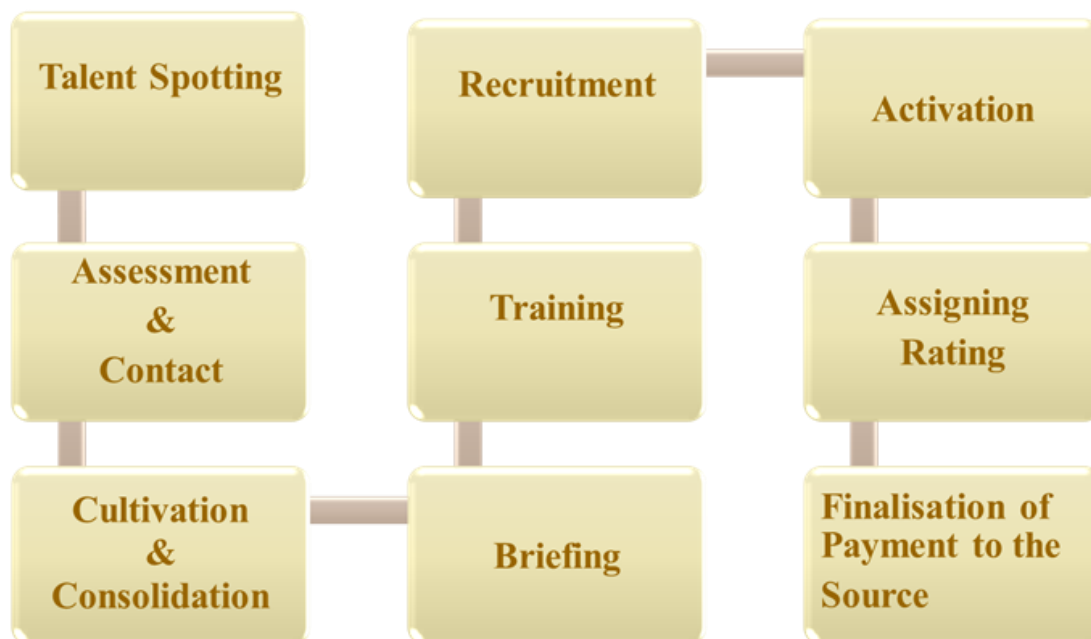 Talent Spotting
Assessment
&
Contact
Cultivation
&
Consolidation
Briefing
Training
Recruitment
Activation
Assigning
Rating
Finalisation of
Payment to the
Source